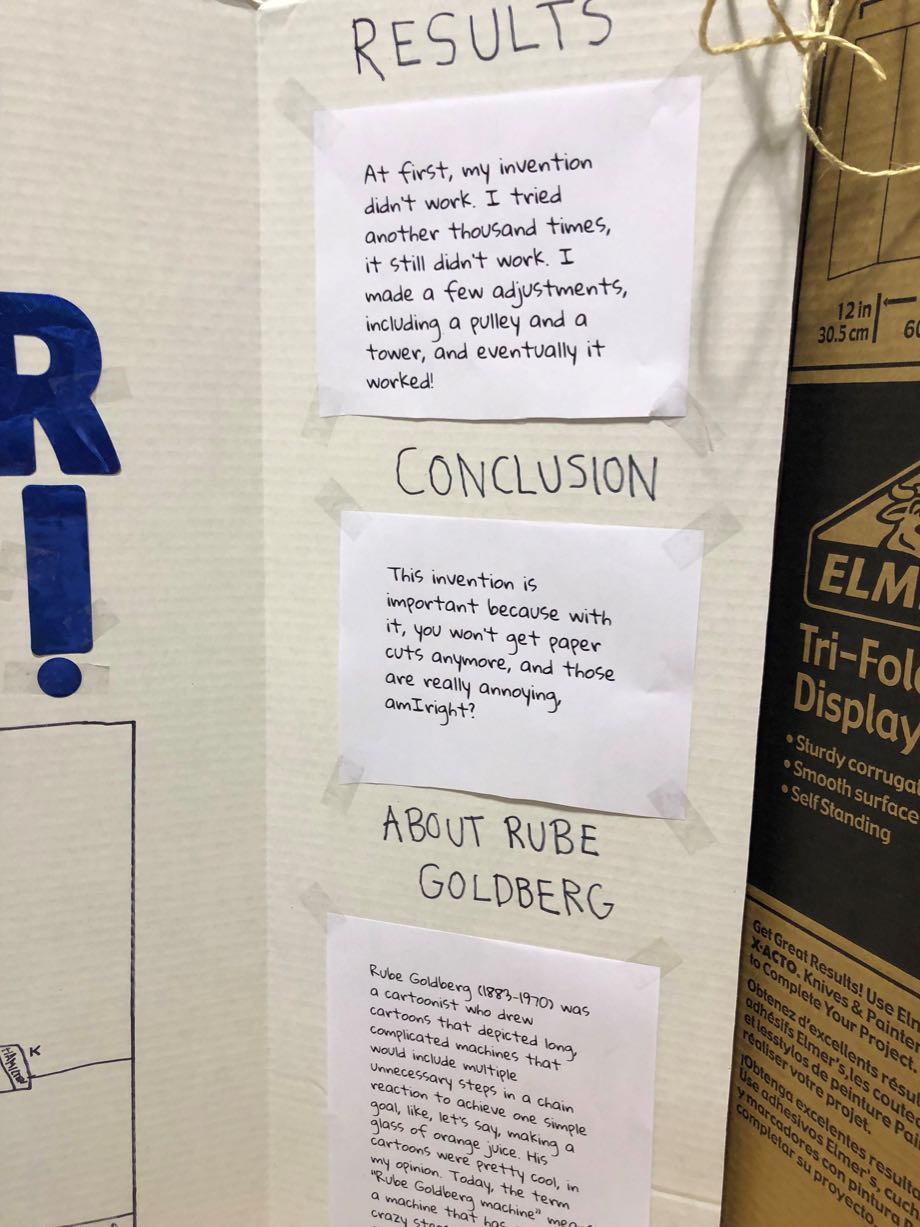 RESULTS
At first, my invention
didn't work. I tried
another thousand times,
it still didn't work. I
made a few adjustments,
including a pulley and a
tower, and eventually it
worked!
CONCLUSION
This invention is
important because with
it, you won't get paper
cuts anymore, and those
are really annoying,
amIright?
ABOUT RUBE
GOLDBERG
Rube Goldberg (1883-1970) was
a cartoonist who drew
cartoons that depicted long,
complicated machines that
would include multiple
unnecessary steps in a chain
reaction to achieve one simple
goal, like, let's say, making a
glass of orange juice. His
cartoons were pretty cool, in
my opinion. Today, the term
"Rube Goldberg machine"
a machine that has
crazy
R
!
HAMILTON
K
12 in
30.5 cm
60
ELM
Tri-Fol
Display
• Sturdy corruga
• Smooth surface
• Self Standing
Get Great Results! Use Elm
X-ACTO. Knives & Painter
to Complete Your Project.
Obtenez d'excellents résu
adhésifs Elmer's, les coute
et les stylos de peinture Pai
réaliser votre projet.
¡Obtenga excelentes resulta
Use adhesivos Elmer's, cuch
y marcadores con pintura
completar su proyecto.